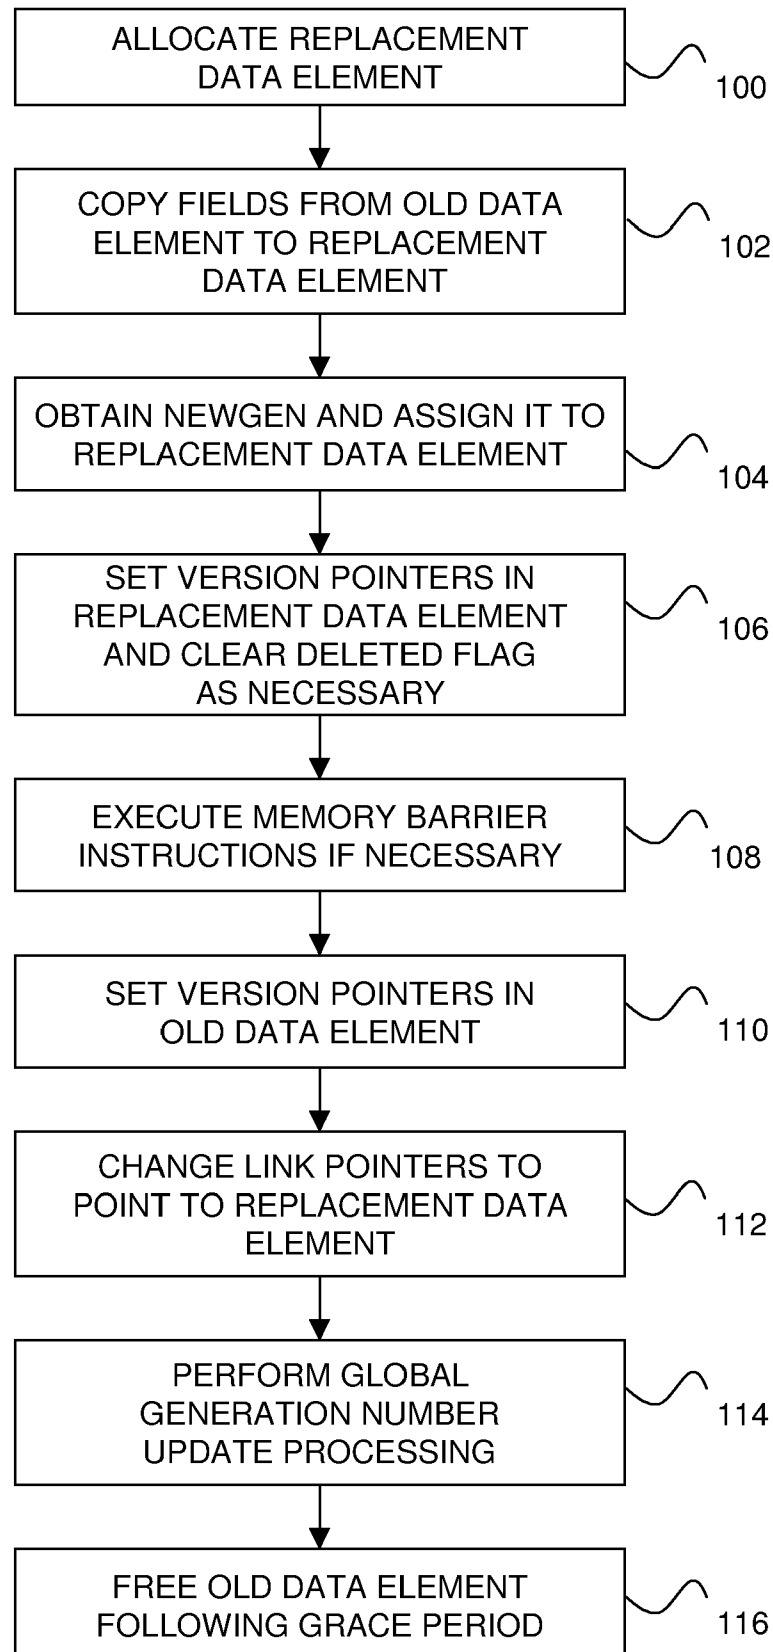 ALLOCATE REPLACEMENT
DATA ELEMENT
100
COPY FIELDS FROM OLD DATA
ELEMENT TO REPLACEMENT
DATA ELEMENT
102
OBTAIN NEWGEN AND ASSIGN IT TO
REPLACEMENT DATA ELEMENT
104
SET VERSION POINTERS IN
REPLACEMENT DATA ELEMENT
AND CLEAR DELETED FLAG
AS NECESSARY
106
EXECUTE MEMORY BARRIER
INSTRUCTIONS IF NECESSARY
108
SET VERSION POINTERS IN
OLD DATA ELEMENT
110
CHANGE LINK POINTERS TO
POINT TO REPLACEMENT DATA
ELEMENT
112
PERFORM GLOBAL
GENERATION NUMBER
UPDATE PROCESSING
114
FREE OLD DATA ELEMENT
FOLLOWING GRACE PERIOD
116